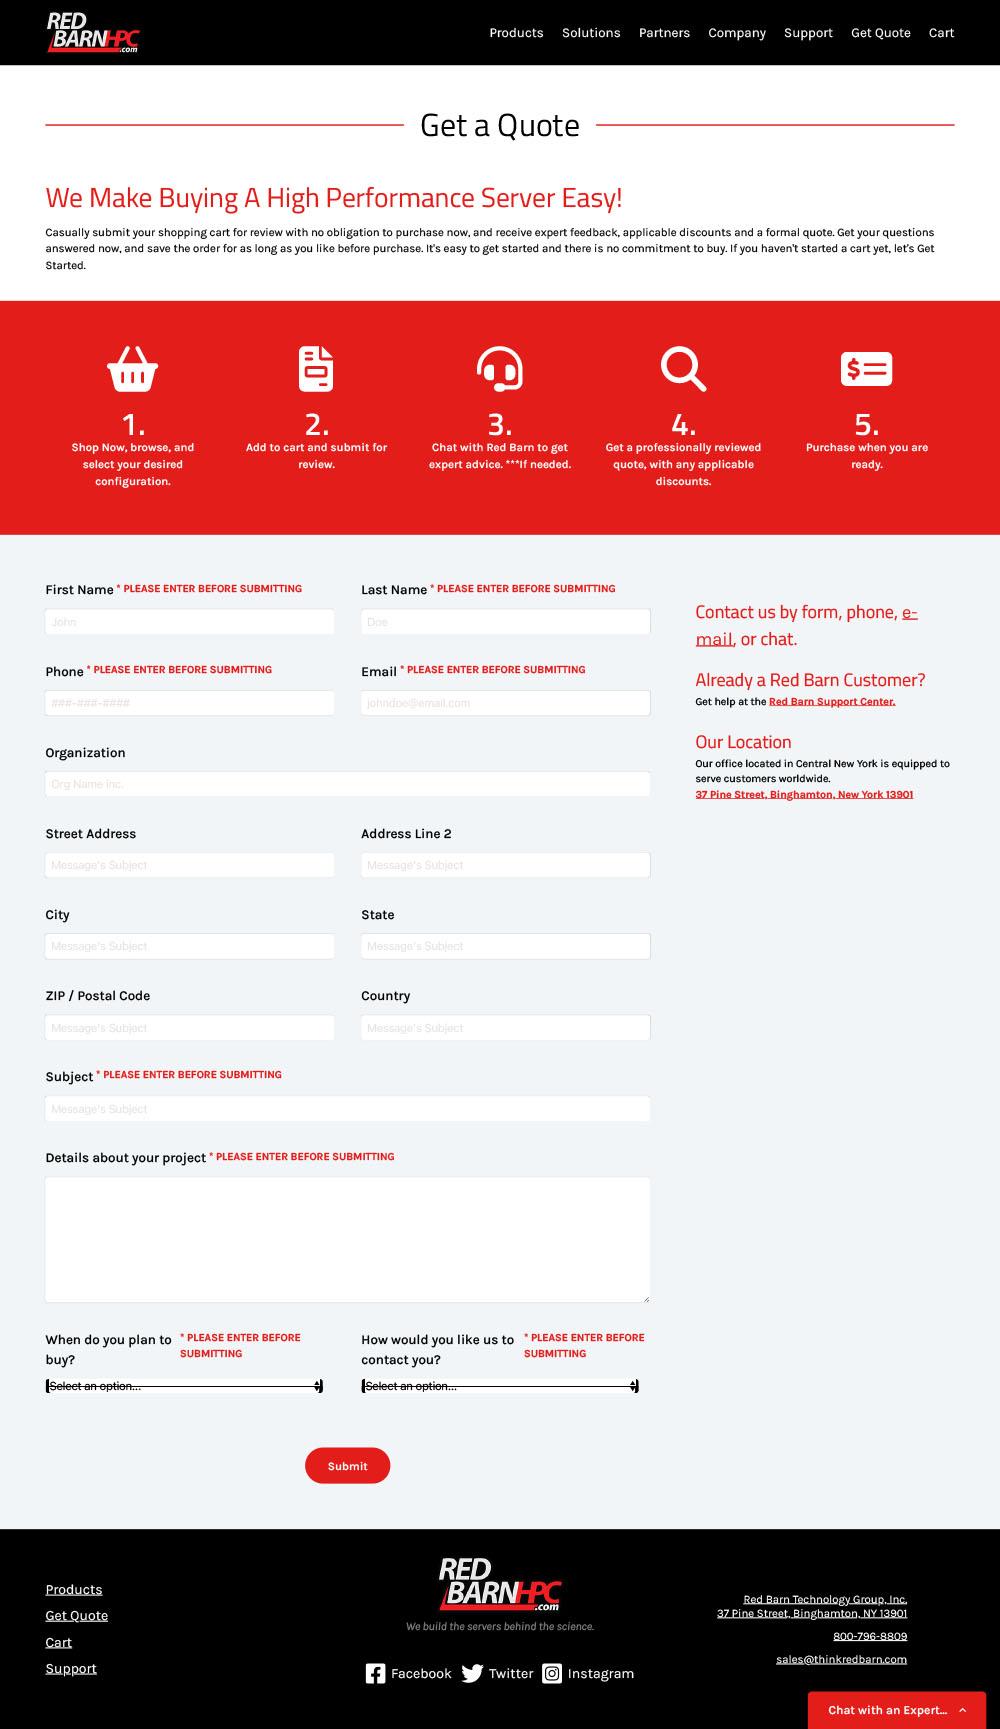 RED
BARNHPC
.com
Products Solutions Partners Company Support Get Quote Cart
Get a Quote
We Make Buying A High Performance Server Easy!
Casually submit your shopping cart for review with no obligation to purchase now, and receive expert feedback, applicable discounts and a formal quote. Get your questions
answered now, and save the order for as long as you like before purchase. It's easy to get started and there is no commitment to buy. If you haven't started a cart yet, let's Get
Started.
1.
Shop Now, browse, and
select your desired
configuration.
2.
Add to cart and submit for
review.
3.
Chat with Red Barn to get
expert advice. ***If needed.
4.
Get a professionally reviewed
quote, with any applicable
discounts.
5.
Purchase when you are
ready.
First Name * PLEASE ENTER BEFORE SUBMITTING
John
Last Name * PLEASE ENTER BEFORE SUBMITTING
Doe
Phone * PLEASE ENTER BEFORE SUBMITTING
###-###-####
Email * PLEASE ENTER BEFORE SUBMITTING
johndoe@email.com
Organization
Org Name inc.
Street Address
Message's Subject
Address Line 2
Message's Subject
City
Message's Subject
State
Message's Subject
ZIP / Postal Code
Message's Subject
Country
Message's Subject
Subject * PLEASE ENTER BEFORE SUBMITTING
Message's Subject
Details about your project * PLEASE ENTER BEFORE SUBMITTING
When do you plan to
buy?
* PLEASE ENTER BEFORE
SUBMITTING
Select an option...
How would you like us to
contact you?
* PLEASE ENTER BEFORE
SUBMITTING
Select an option...
Submit
Contact us by form, phone, e-
mail, or chat.
Already a Red Barn Customer?
Get help at the Red Barn Support Center.
Our Location
Our office located in Central New York is equipped to
serve customers worldwide.
37 Pine Street, Binghamton, New York 13901
Products
Get Quote
Cart
Support
RED
BARNHPC
.com
We build the servers behind the science.
Facebook Twitter Instagram
Red Barn Technology Group, Inc.
37 Pine Street, Binghamton, NY 13901
800-796-8809
sales@thinkredbarn.com
Chat with an Expert...